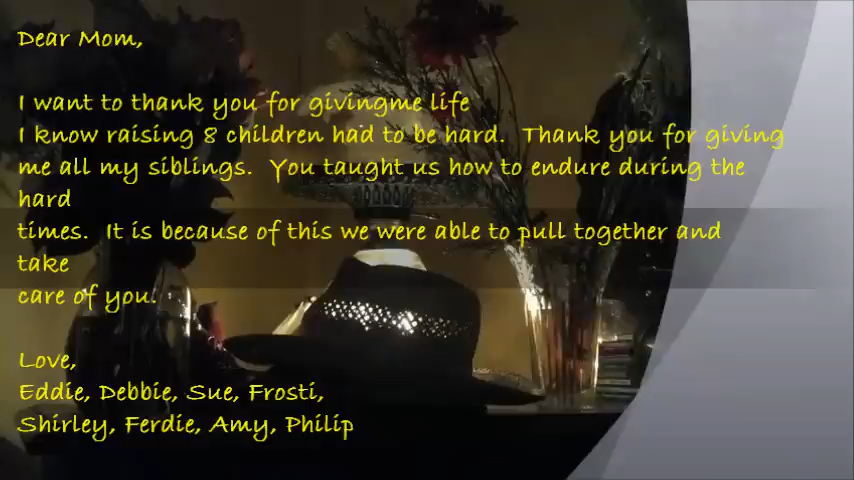 Dear Mom,
I want to thank you for givingme life
I know raising 8 children had to be hard. Thank you for giving
me all my siblings. You taught us how to endure during the
hard
times. It is because of this we were able to pull together and
take
care of you.
Love,
Eddie, Debbie, Sue, Frosti,
Shirley, Ferdie, Amy, Philip